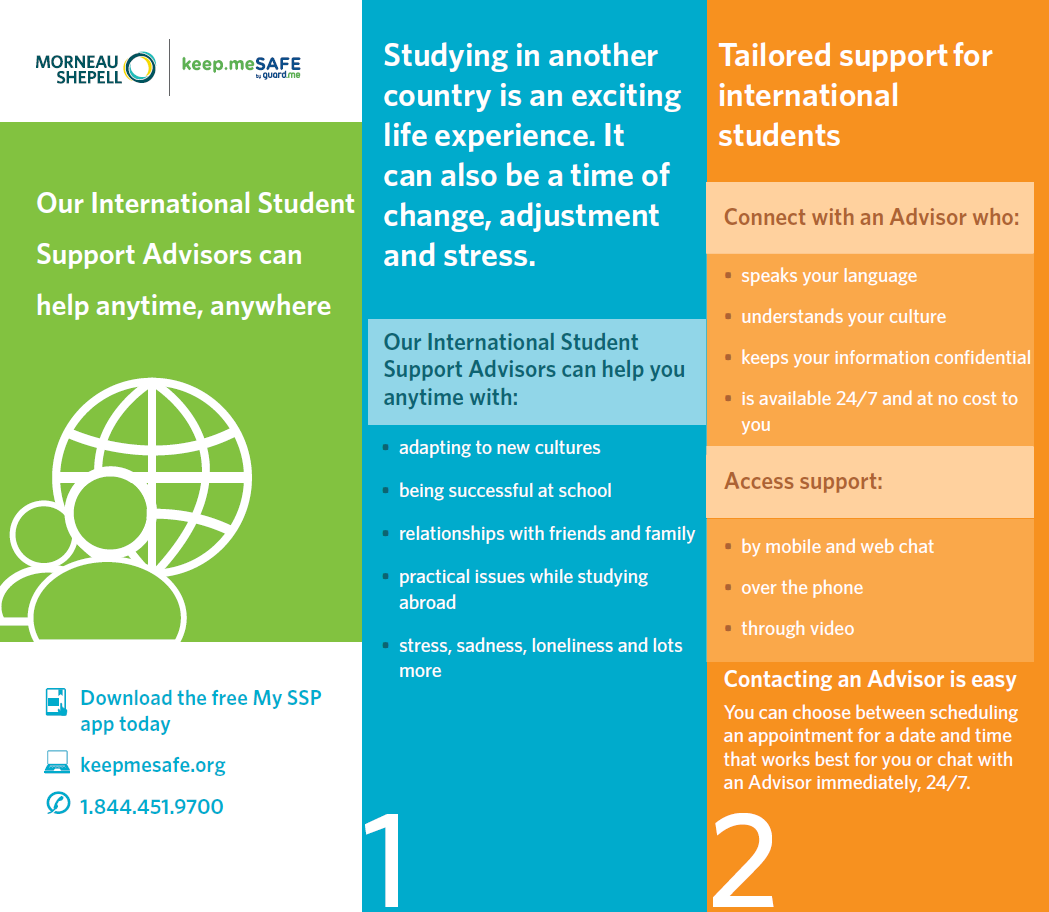 MORNEAU
SHEPELL
keep.meSAFE
by guard.me
Our International Student
Support Advisors can
help anytime, anywhere
Download the free My SSP
app today
keepmesafe.org
1.844.451.9700
Studying in another
country is an exciting
life experience. It
can also be a time of
change, adjustment
and stress.
Our International Student
Support Advisors can help you
anytime with:
▪ adapting to new cultures
▪ being successful at school
▪ relationships with friends and family
▪ practical issues while studying
abroad
▪ stress, sadness, loneliness and lots
more
1
Tailored support for
international
students
Connect with an Advisor who:
▪ speaks your language
▪ understands your culture
▪ keeps your information confidential
▪ is available 24/7 and at no cost to
you
Access support:
▪ by mobile and web chat
▪ over the phone
▪ through video
Contacting an Advisor is easy
You can choose between scheduling
an appointment for a date and time
that works best for you or chat with
an Advisor immediately, 24/7.
2